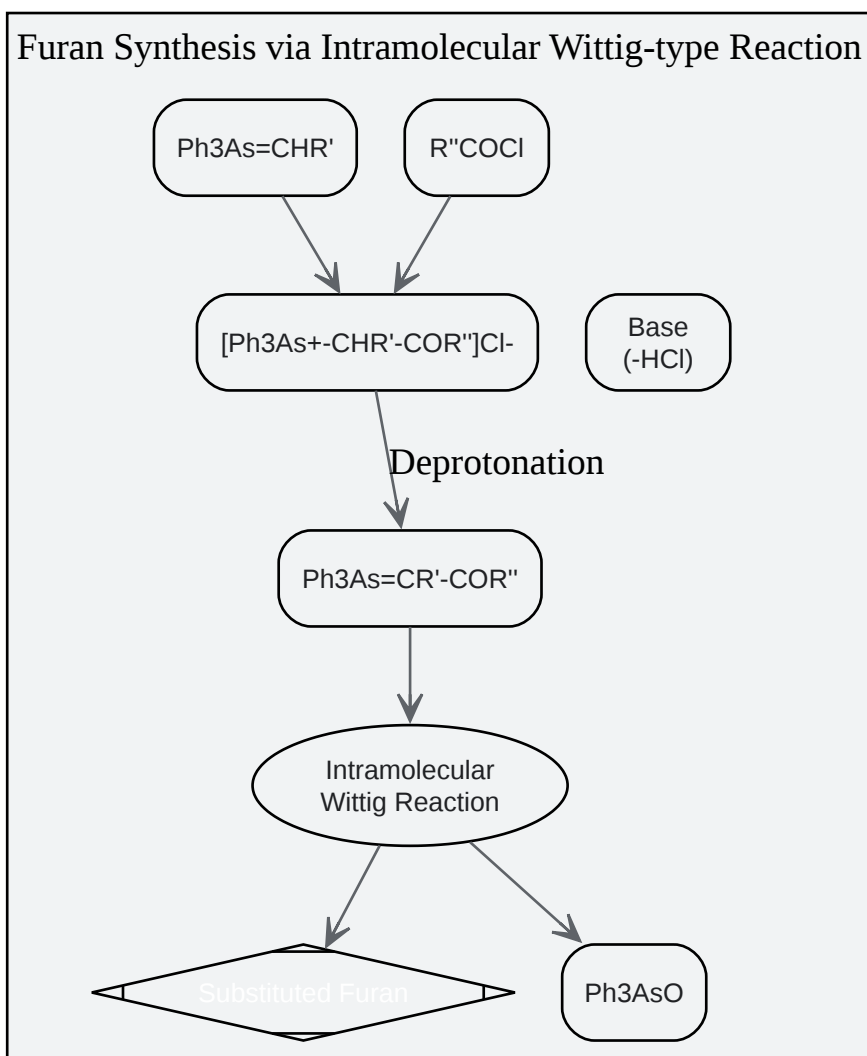 Furan Synthesis via Intramolecular Wittig-type Reaction
Ph3As=CHR'
R''COCl
[Ph3As+-CHR'-COR'']Cl-
Base
(-HCl)
Deprotonation
Ph3As=CR'-COR''
Intramolecular
Wittig Reaction
Substituted Furan
Ph3AsO